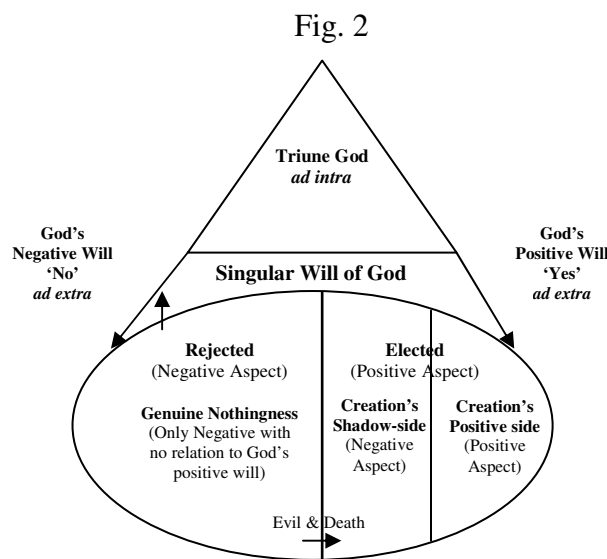 Fig. 2
Triune God
ad intra
God's
Negative Will
'No'
ad extra
God's
Positive Will
'Yes'
ad extra
Singular Will of God
Rejected
(Negative Aspect)
Elected
(Positive Aspect)
Genuine Nothingness
(Only Negative with
no relation to God's
positive will)
Creation's
Shadow-side
(Negative
Aspect)
Creation's
Positive side
(Positive
Aspect)
Evil & Death